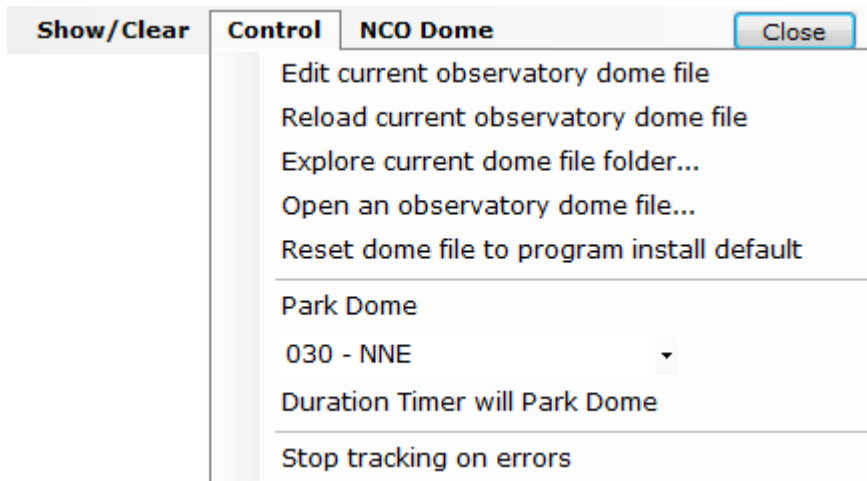 Show/Clear Control NCO Dome Close
Edit current observatory dome file
Reload current observatory dome file
Explore current dome file folder...
Open an observatory dome file...
Reset dome file to program install default
Park Dome
030 - NNE
Duration Timer will Park Dome
Stop tracking on errors